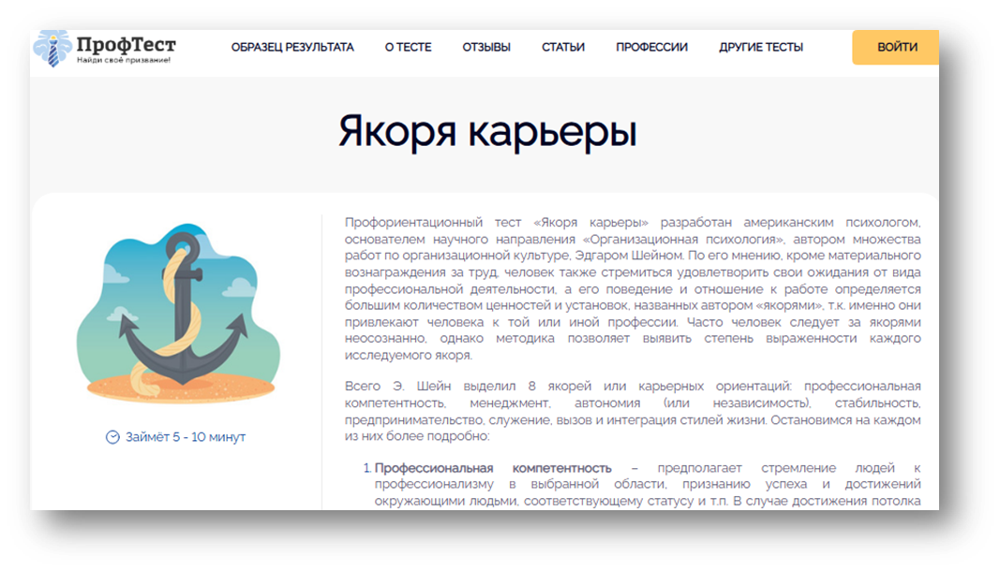 ПрофТест
Найди своё призвание!
ОБРАЗЕЦ РЕЗУЛЬТАТА О ТЕСТЕ ОТЗЫВЫ СТАТЬИ ПРОФЕССИИ ДРУГИЕ ТЕСТЫ ВОЙТИ
Якоря карьеры
Займёт 5 - 10 минут
Профориентационный тест «Якоря карьеры» разработан американским психологом,
основателем научного направления «Организационная психология», автором множества
работ по организационной культуре, Эдгаром Шейном. По его мнению, кроме материального
вознаграждения за труд, человек также стремиться удовлетворить свои ожидания от вида
профессиональной деятельности, а его поведение и отношение к работе определяется
большим количеством ценностей и установок, названных автором «якорями», т.к. именно они
привлекают человека к той или иной профессии. Часто человек следует за якорями
неосознанно, однако методика позволяет выявить степень выраженности каждого
исследуемого якоря.
Всего Э. Шейн выделил 8 якорей или карьерных ориентаций: профессиональная
компетентность, менеджмент, автономия (или независимость), стабильность,
предпринимательство, служение, вызов и интеграция стилей жизни. Остановимся на каждом
из них более подробно:
1. Профессиональная компетентность – предполагает стремление людей к
профессионализму в выбранной области, признанию успеха и достижений
окружающими людьми, соответствующему статусу и т.п. В случае достижения потолка